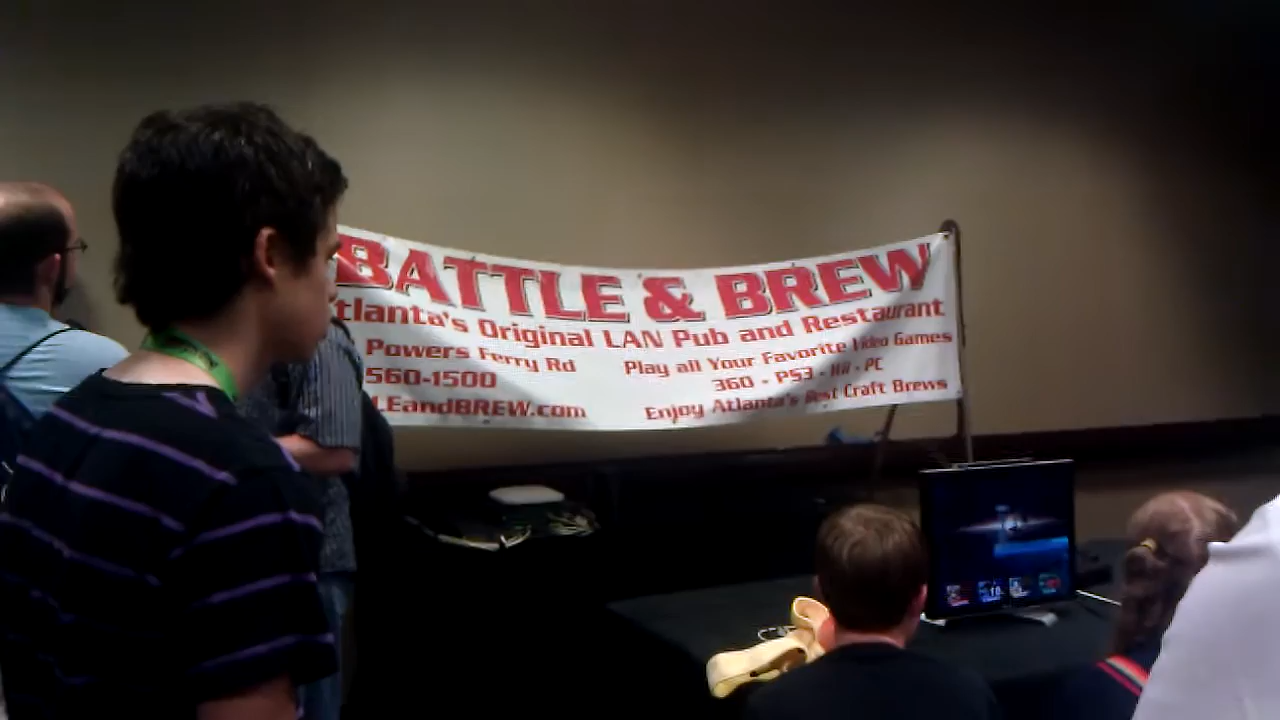 BATTLE & BREW
tlanta's Original LAN Pub and Restaurant
Powers Ferry Rd
560-1500
LEandBREW.com
Play all Your Favorite Video Games
360 - PS3 - Wii - PC
Enjoy Atlanta's Best Craft Brews